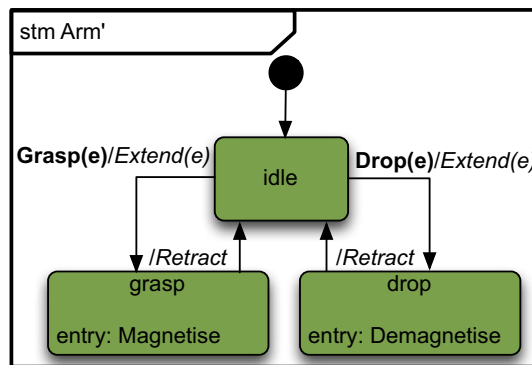 stm Arm'
Grasp(e)/Extend(e)
Drop(e)/Extend(e)
idle
/Retract
/Retract
grasp
entry: Magnetise
drop
entry: Demagnetise